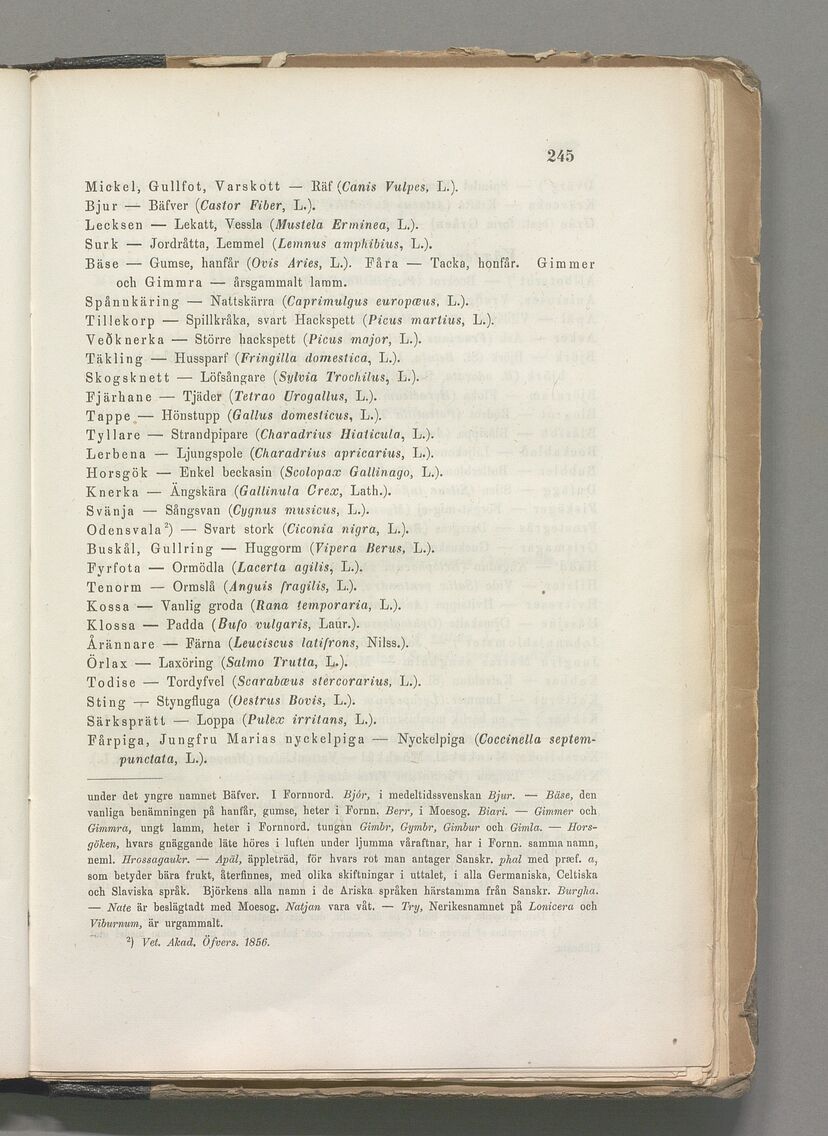 245
Mickel, Gullfot, Varskott — Räf (Canis Vulpes, L.).
Bjur — Bäfver (Castor Fiber, L.).
Lecksen — Lekatt, Vessla (Mustela Erminea, L.).
Surk — Jordråtta, Lemmel (Lemnus amphibius, L.).
Bäse — Gumse, hanfår (Ovis Aries, L.). Fåra — Tacka, honfår. Gimmer
och Gimmra — årsgammalt lamm.
Spånnkäring — Nattskärra (Caprimulgus europæus, L.).
Tillekorp — Spillkråka, svart Hackspett (Picus martius, L.).
Veðknerka — Större hackspett (Picus major, L.).
Täkling — Hussparf (Fringilla domestica, L.).
Skogsknett — Löfsångare (Sylvia Trochilus, L.).
Fjärhane — Tjäder (Tetrao Urogallus, L.).
Tappe — Hönstupp (Gallus domesticus, L.).
Tyllare — Strandpipare (Charadrius Hiaticula, L.).
Lerbena — Ljungspole (Charadrius apricarius, L.).
Horsgök — Enkel beckasin (Scolopax Gallinago, L.).
Knerka — Ängskära (Gallinula Crex, Lath.).
Svänja — Sångsvan (Cygnus musicus, L.).
Odensvala²) — Svart stork (Ciconia nigra, L.).
Buskål, Gullring — Huggorm (Vipera Berus, L.).
Fyrfota — Ormödla (Lacerta agilis, L.).
Tenorm — Ormslå (Anguis fragilis, L.).
Kossa — Vanlig groda (Rana temporaria, L.).
Klossa — Padda (Bufo vulgaris, Laur.).
Årännare — Färna (Leuciscus latifrons, Nilss.).
Örlax — Laxöring (Salmo Trutta, L.).
Todise — Tordyfvel (Scarabæus stercorarius, L.).
Sting — Styngfluga (Oestrus Bovis, L.).
Särksprätt — Loppa (Pulex irritans, L.).
Fårpiga, Jungfru Marias nyckelpiga — Nyckelpiga (Coccinella septem-
punctata, L.).
under det yngre namnet Bäfver. I Fornnord. Bjór, i medeltidssvenskan Bjur. — Bäse, den
vanliga benämningen på hanfår, gumse, heter i Fornn. Berr, i Moesog. Biari. — Gimmer och
Gimmra, ungt lamm, heter i Fornnord. tungan Gimbr, Gymbr, Gimbur och Gimla. — Hors-
göken, hvars gnäggande läte höres i luften under ljumma våraftnar, har i Fornn. samma namn,
neml. Hrossagaukr. — Apäl, äppleträd, för hvars rot man antager Sanskr. phal med præf. a,
som betyder bära frukt, återfinnes, med olika skiftningar i uttalet, i alla Germaniska, Celtiska
och Slaviska språk. Björkens alla namn i de Ariska språken härstamma från Sanskr. Burgha.
— Nate är beslägtadt med Moesog. Natjan vara våt. — Try, Nerikesnamnet på Lonicera och
Viburnum, är urgammalt.
²) Vet. Akad. Öfvers. 1856.